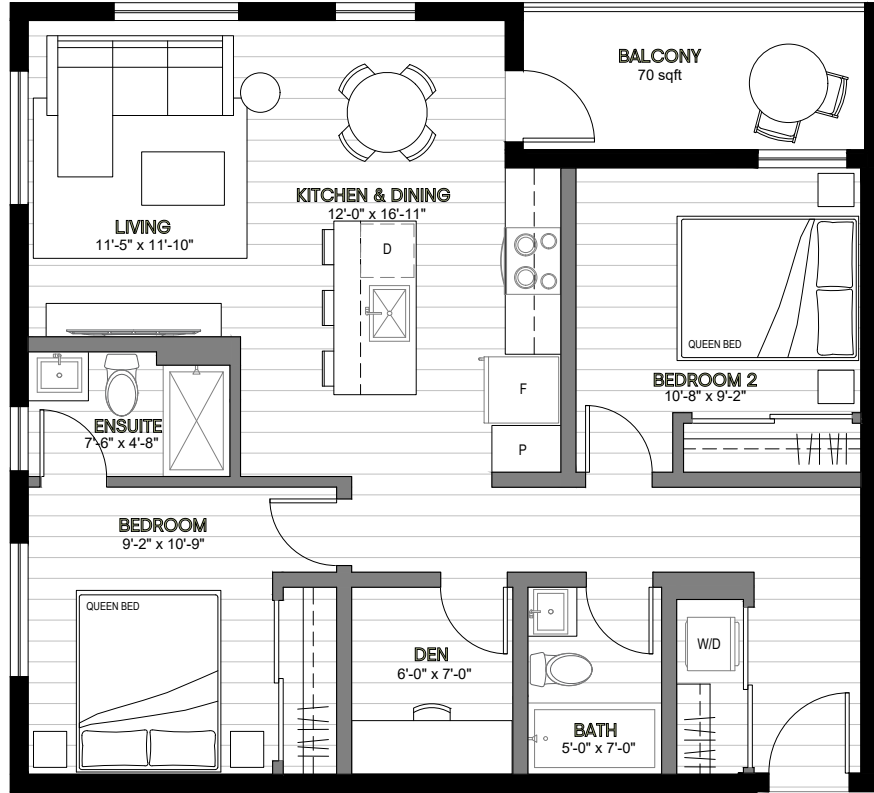 BALCONY
70 sqft
KITCHEN & DINING
12'-0" x 16'-11"
LIVING
11'-5" x 11'-10"
D
QUEEN BED
BEDROOM 2
10'-8" x 9'-2"
F
ENSUITE
7'-6" x 4'-8"
P
BEDROOM
9'-2" x 10'-9"
QUEEN BED
W/D
DEN
6'-0" x 7'-0"
BATH
5'-0" x 7'-0"